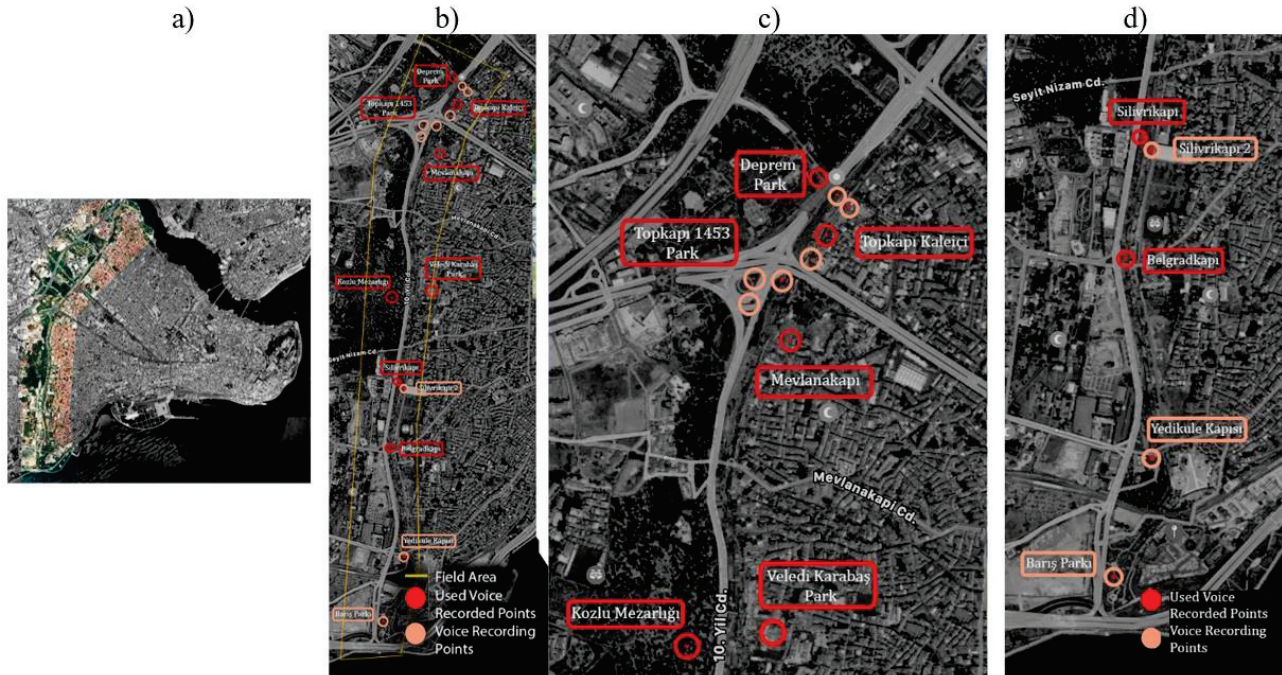 a)
b)
c)
d)
Deprem
Park
Topkapı 1453
Park
Topkapı Kaleiçi
Mevlanakapı
Mevlanakapı Cd.
Veledi Karabaş
Park
Kozlu Mezarlığı
10. Yıl Cd.
Seyit Nizam Cd.
Silivrikapı
Silivrikapı 2
Belgradkapı
Yedikule Kapısı
Barış Parkı
Field Area
Used Voice
Recorded Points
Voice Recording
Points
Deprem
Park
Topkapı 1453
Park
Topkapı Kaleiçi
Mevlanakapı
Mevlanakapı Cd.
Veledi Karabaş
Park
Kozlu Mezarlığı
10. Yıl Cd.
Seyit Nizam Cd.
Silivrikapı
Silivrikapı 2
Belgradkapı
Yedikule Kapısı
Barış Parkı
Used Voice
Recorded Points
Voice Recording
Points